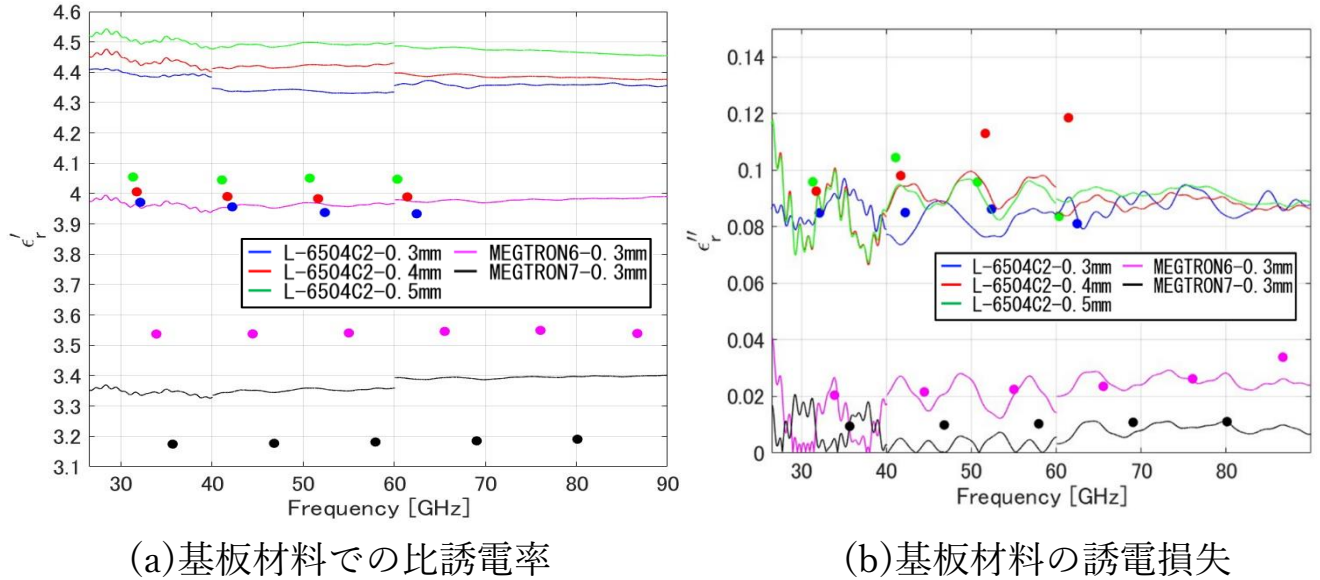 4.6
4.5
4.4
4.3
4.2
4.1
4
3.9
3.8
3.7
3.6
3.5
3.4
3.3
3.2
3.1
ϵr′
L-6504C2-0.3mm
L-6504C2-0.4mm
L-6504C2-0.5mm
MEGTRON6-0.3mm
MEGTRON7-0.3mm
30 40 50 60 70 80 90
Frequency [GHz]
(a)基板材料での比誘電率
0.14
0.12
0.1
0.08
0.06
0.04
0.02
0
ϵr″
L-6504C2-0.3mm
L-6504C2-0.4mm
L-6504C2-0.5mm
MEGTRON6-0.3mm
MEGTRON7-0.3mm
30 40 50 60 70 80
Frequency [GHz]
(b)基板材料の誘電損失